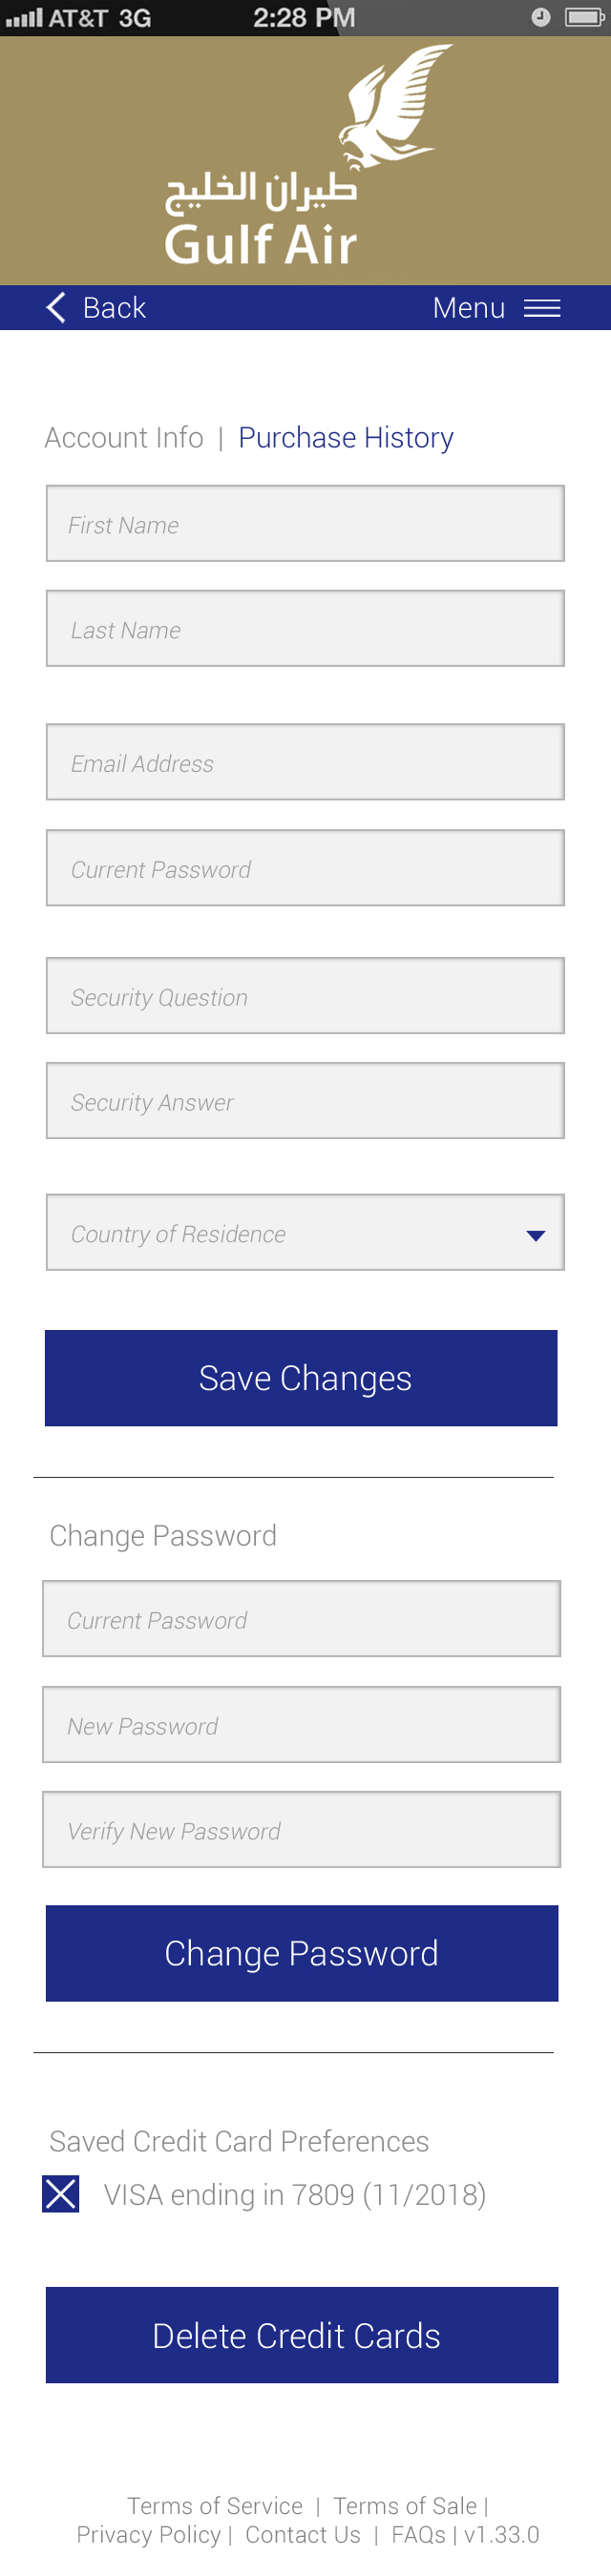 AT&T 3G 2:28 PM
طيران الخليج
Gulf Air
Back Menu
Account Info | Purchase History
First Name
Last Name
Email Address
Current Password
Security Question
Security Answer
Country of Residence
Save Changes
Change Password
Current Password
New Password
Verify New Password
Change Password
Saved Credit Card Preferences
VISA ending in 7809 (11/2018)
Delete Credit Cards
Terms of Service | Terms of Sale |
Privacy Policy | Contact Us | FAQs | v1.33.0